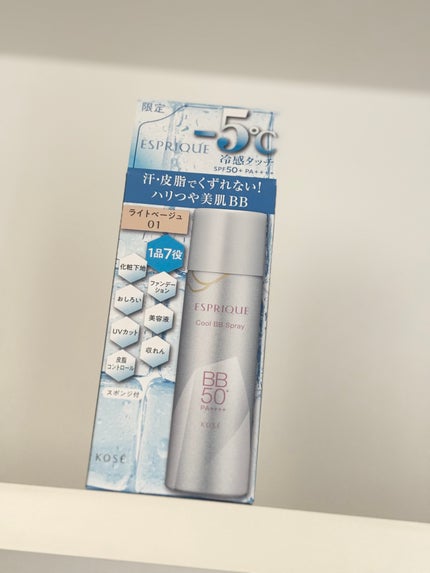 限定
-5℃
ESPRIQUE
冷感タッチ
SPF50+ PA++++
汗・皮脂でくずれない!
ハリつや美肌BB
ライトベージュ
01
1品7役
化粧下地
ファンデー
ション
おしろい
美容液
UVカット
収れん
皮脂
コントロール
スポンジ付
ESPRIQUE
Cool BB Spray
BB
50+
PA++++
KOSÉ
KOSÉ